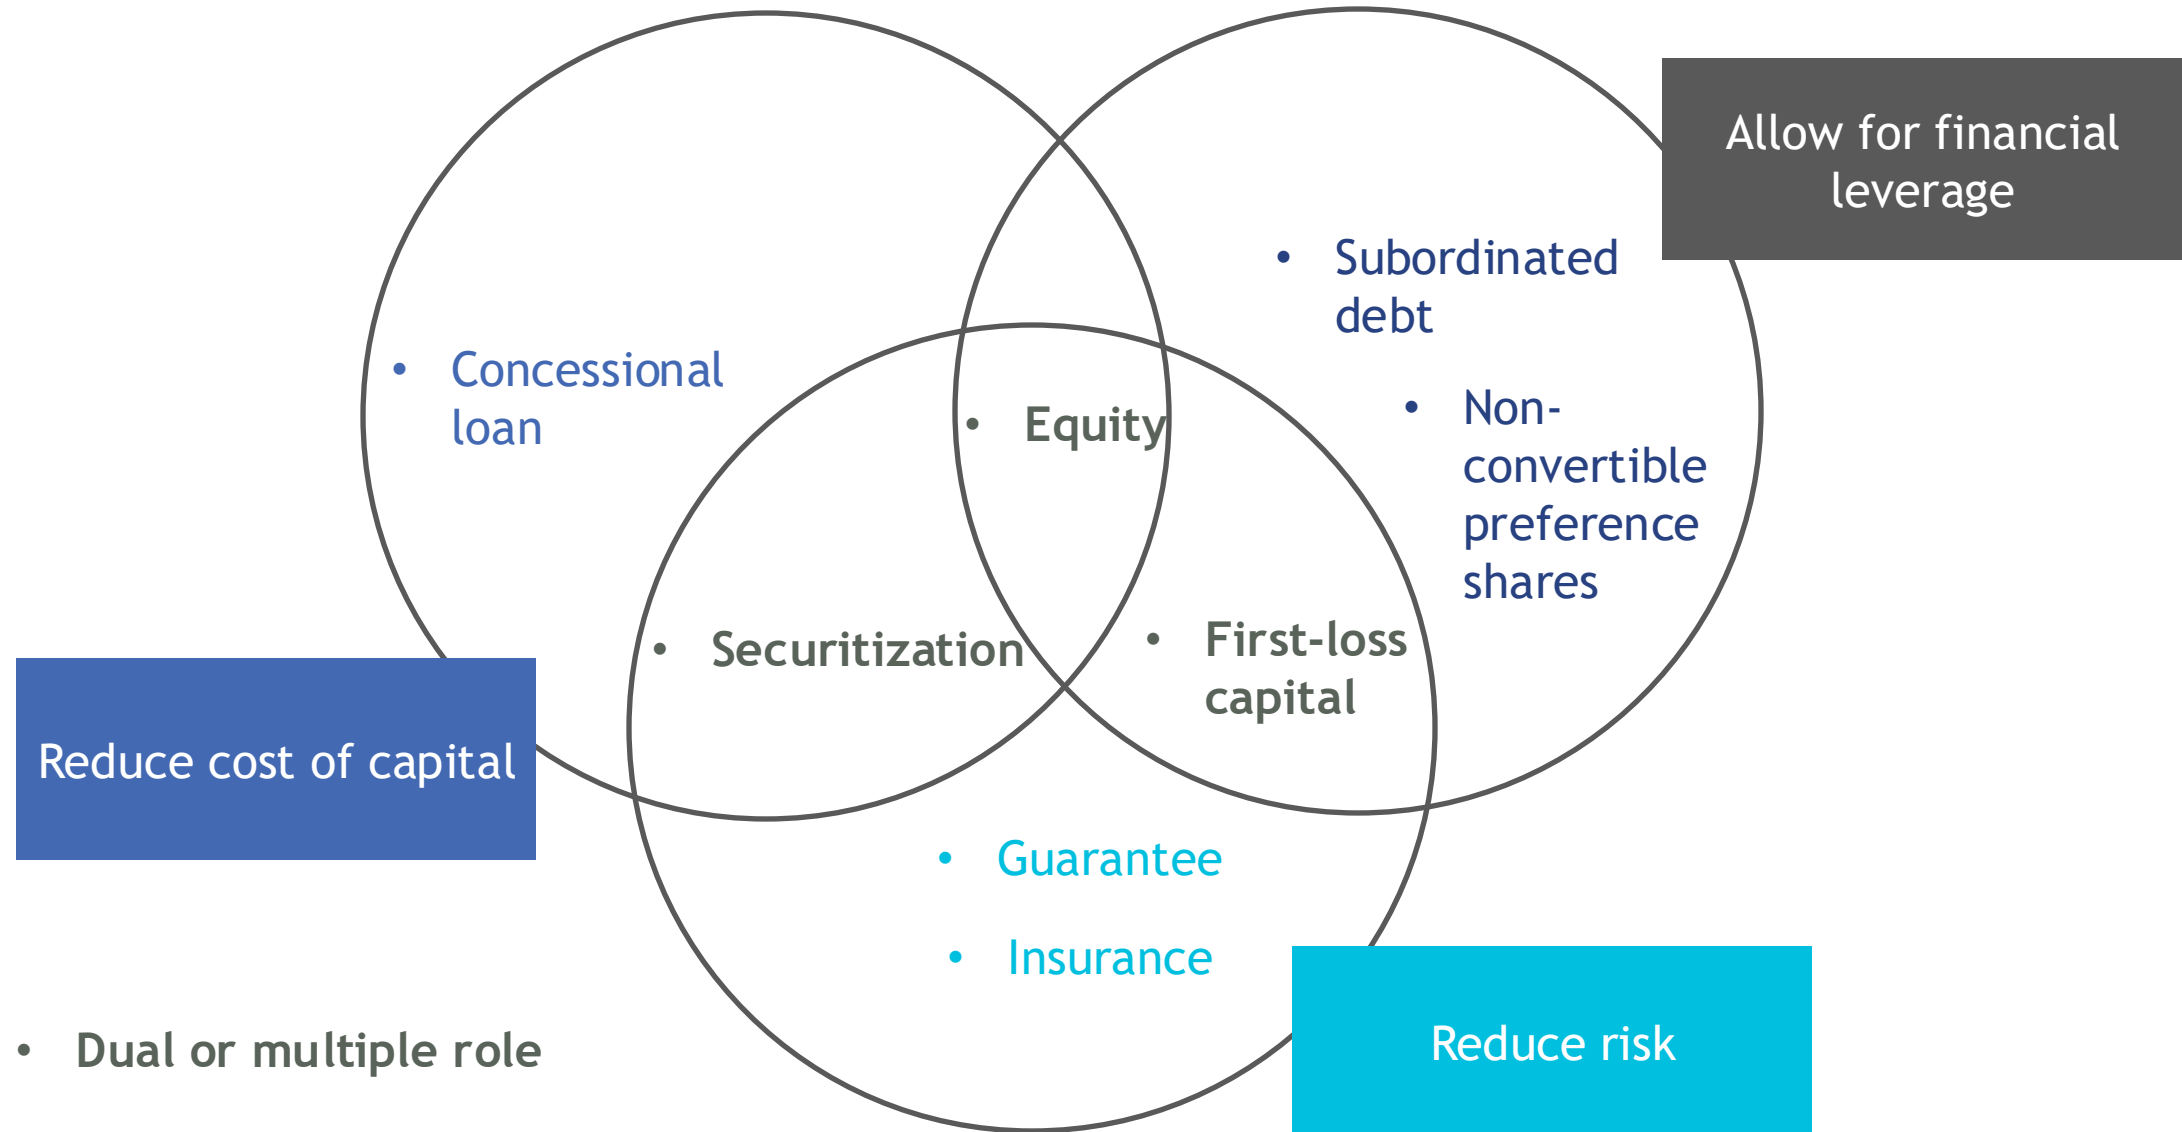 Allow for financial
leverage
• Subordinated
debt
• Concessional
loan
• Equity
• Non-
convertible
preference
shares
• Securitization
• First-loss
capital
Reduce cost of capital
• Guarantee
• Insurance
Reduce risk
• Dual or multiple role